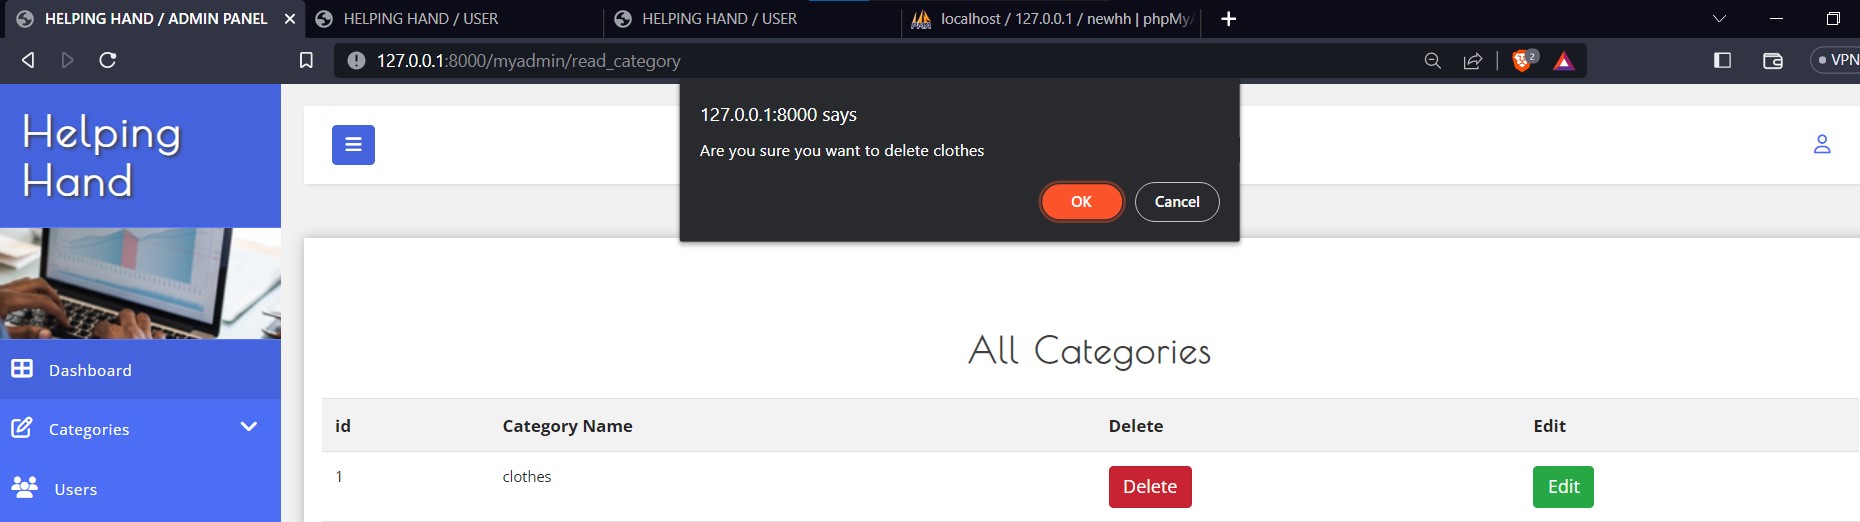 HELPING HAND / ADMIN PANEL
HELPING HAND / USER
HELPING HAND / USER
localhost / 127.0.0.1 / newhh | phpMyA
127.0.0.1:8000/myadmin/read_category
2
VPN
Helping
Hand
127.0.0.1:8000 says
Are you sure you want to delete clothes
OK
Cancel
Dashboard
Categories
Users
All Categories
id Category Name Delete Edit
1 clothes Delete Edit